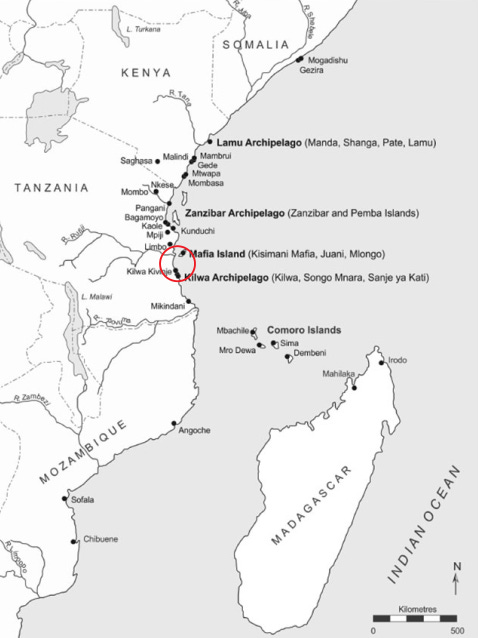 R. Juba
R. Shebele
L. Turkana
SOMALIA
KENYA
Mogadishu
Gezira
R. Tana
Lamu Archipelago (Manda, Shanga, Pate, Lamu)
Saghasa
Malindi
Mambrui
Gede
Mtwapa
Mombasa
TANZANIA
Nkese
Mombo
Pangani
Zanzibar Archipelago (Zanzibar and Pemba Islands)
Bagamoyo
Kaole
Kunduchi
Mpiji
R. Rufiji
Limbo
Mafia Island (Kisimani Mafia, Juani, Mlongo)
Kilwa Kivinje
Kilwa Archipelago (Kilwa, Songo Mnara, Sanje ya Kati)
L. Malawi
Mikindani
R. Rovuma
Comoro Islands
Mbachile
Mro Dewa
Sima
Dembeni
Irodo
Mahilaka
R. Zambezi
MOZAMBIQUE
Angoche
MADAGASCAR
INDIAN OCEAN
Sofala
Chibuene
R. Limpopo
N
Kilometres
0 500